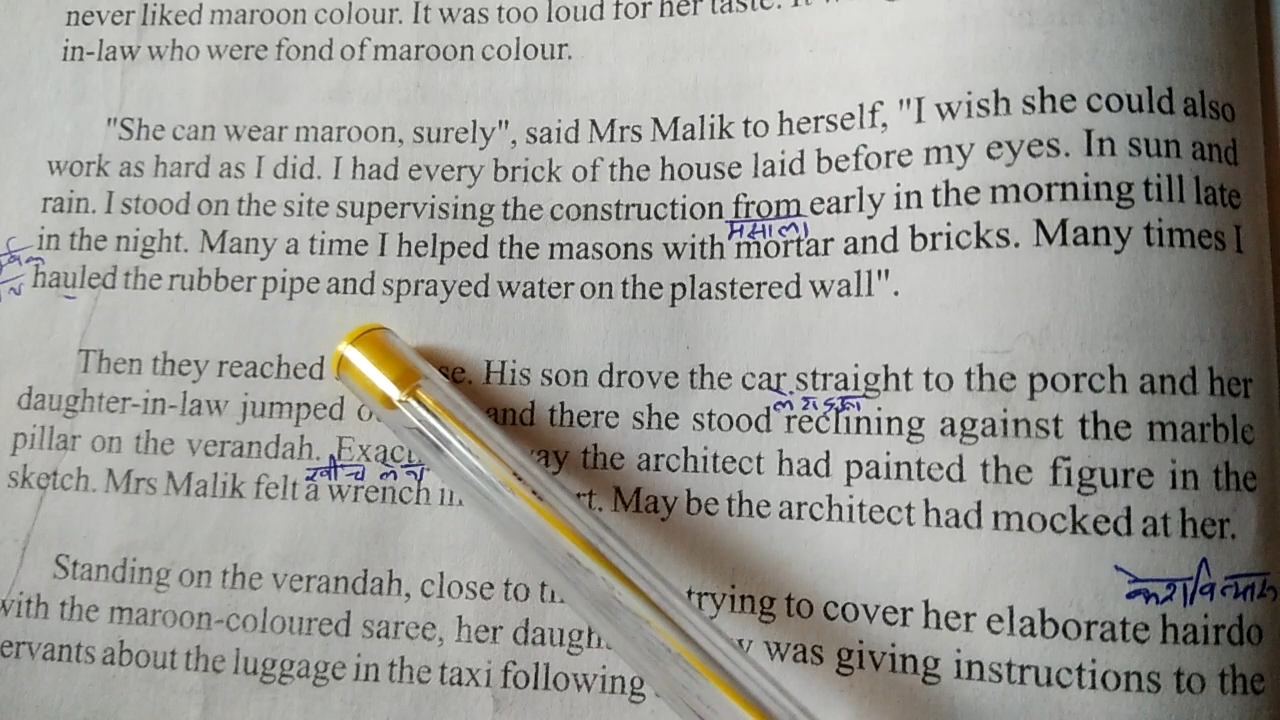 never liked maroon colour. It was too loud for her taste. It
in-law who were fond of maroon colour.
"She can wear maroon, surely", said Mrs Malik to herself, "I wish she could also
work as hard as I did. I had every brick of the house laid before my eyes. In sun and
rain. I stood on the site supervising the construction from early in the morning till late
मसाला
in the night. Many a time I helped the masons with mortar and bricks. Many times I
hauled the rubber pipe and sprayed water on the plastered wall".
Then they reached se. His son drove the car straight to the porch and her
daughter-in-law jumped and there she stood reclining against the marble
pillar on the verandah. Exact ay the architect had painted the figure in the
sketch. Mrs Malik felt a wrench rt. May be the architect had mocked at her.
केशविन्यास
Standing on the verandah, close to trying to cover her elaborate hairdo
with the maroon-coloured saree, her daugh y was giving instructions to the
ervants about the luggage in the taxi following